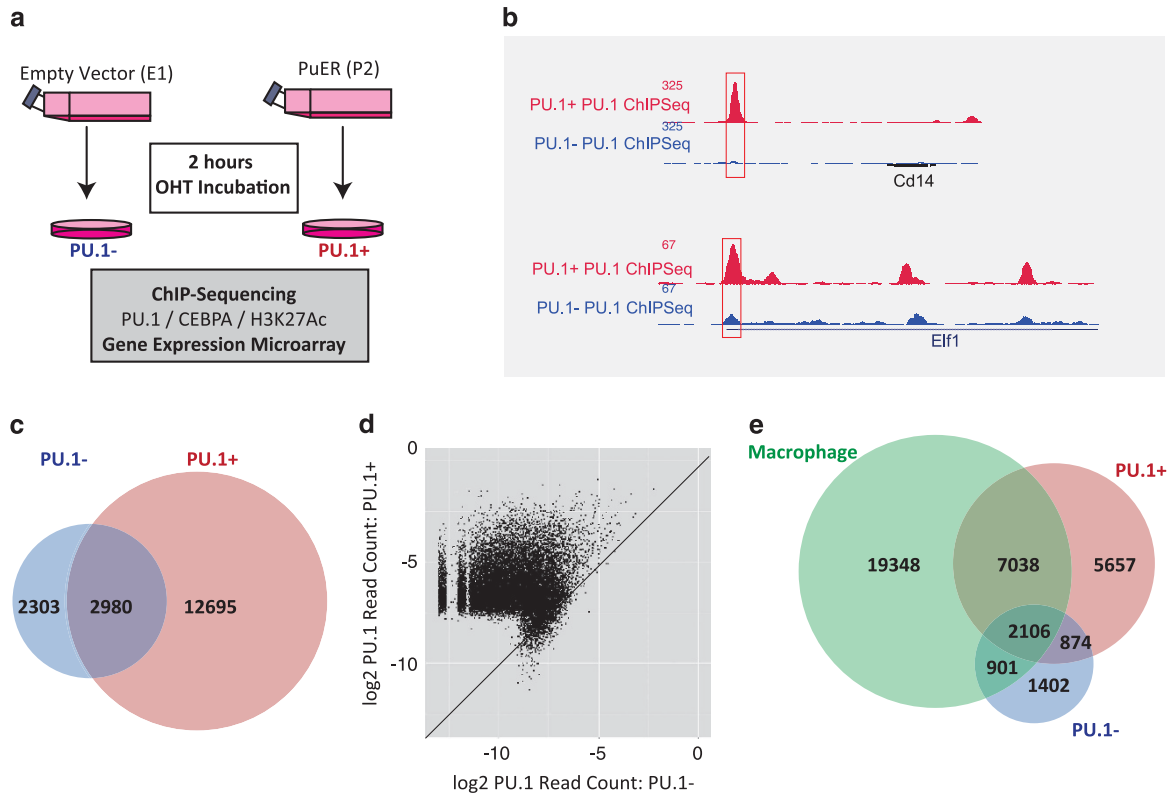 a
Empty Vector (E1)
PuER (P2)
2 hours
OHT Incubation
PU.1-
PU.1+
ChIP-Sequencing
PU.1 / CEBPA / H3K27Ac
Gene Expression Microarray
b
325
PU.1+ PU.1 ChIPSeq
325
PU.1- PU.1 ChIPSeq
Cd14
67
PU.1+ PU.1 ChIPSeq
67
PU.1- PU.1 ChIPSeq
Elf1
c
PU.1-
PU.1+
2303
2980
12695
d
log2 PU.1 Read Count: PU.1+
0
-5
-10
-10
-5
0
log2 PU.1 Read Count: PU.1-
e
Macrophage
PU.1+
19348
7038
5657
2106
874
901
1402
PU.1-